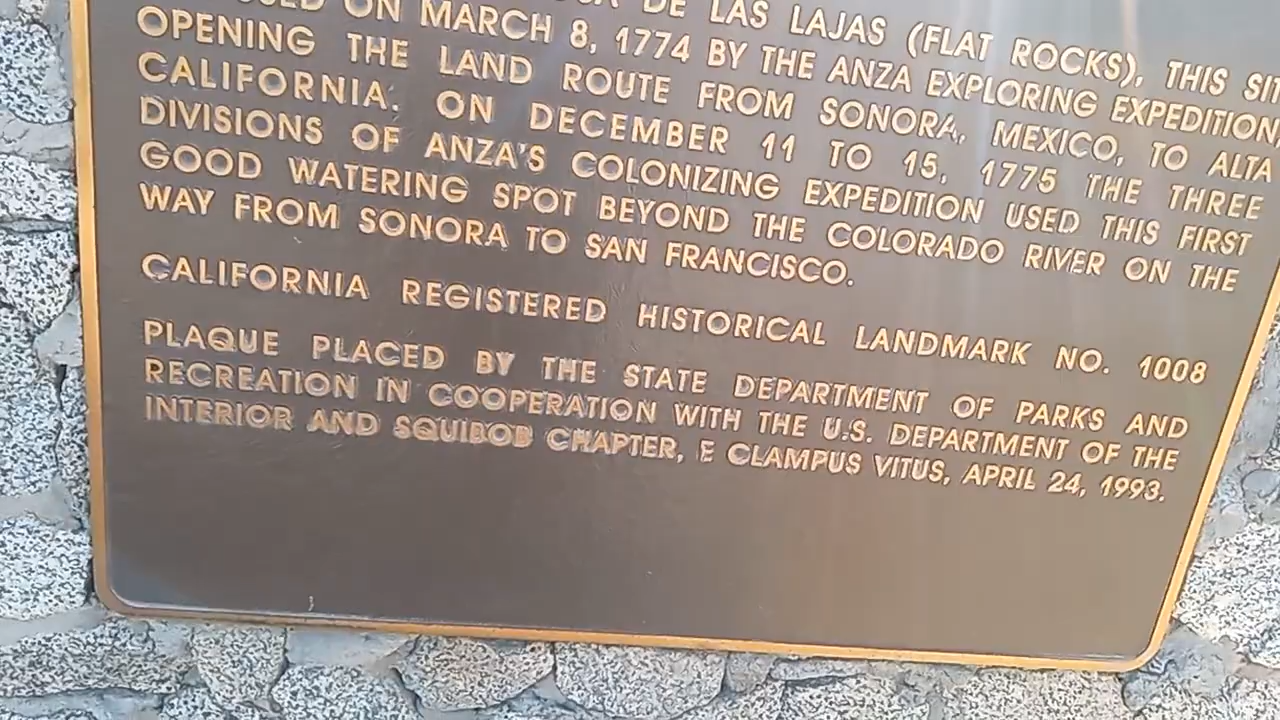 DE LAS LAJAS (FLAT ROCKS), THIS
ON MARCH 8, 1774 BY THE ANZA EXPLORING EXPEDITION,
OPENING THE LAND ROUTE FROM SONORA, MEXICO, TO ALTA
CALIFORNIA. ON DECEMBER 11 TO 15, 1775 THE THREE
DIVISIONS OF ANZA'S COLONIZING EXPEDITION USED THIS FIRST
GOOD WATERING SPOT BEYOND THE COLORADO RIVER ON THE
WAY FROM SONORA TO SAN FRANCISCO.
CALIFORNIA REGISTERED HISTORICAL LANDMARK NO. 1008
PLAQUE PLACED BY THE STATE DEPARTMENT OF PARKS AND
RECREATION IN COOPERATION WITH THE U.S. DEPARTMENT OF THE
INTERIOR AND SQUIBOB CHAPTER, E CLAMPUS VITUS, APRIL 24, 1993.